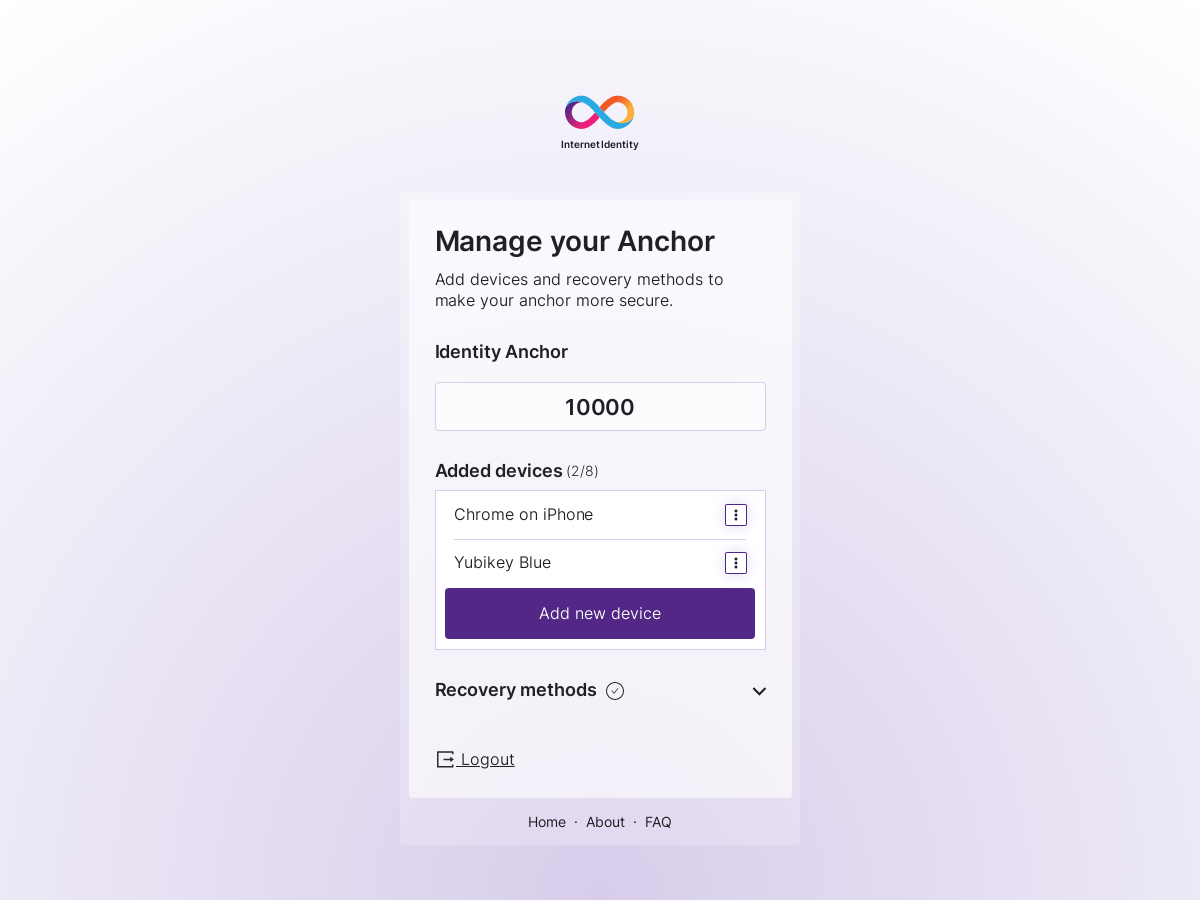 Internet Identity
Manage your Anchor
Add devices and recovery methods to
make your anchor more secure.
Identity Anchor
10000
Added devices (2/8)
Chrome on iPhone
Yubikey Blue
Add new device
Recovery methods
Logout
Home · About · FAQ